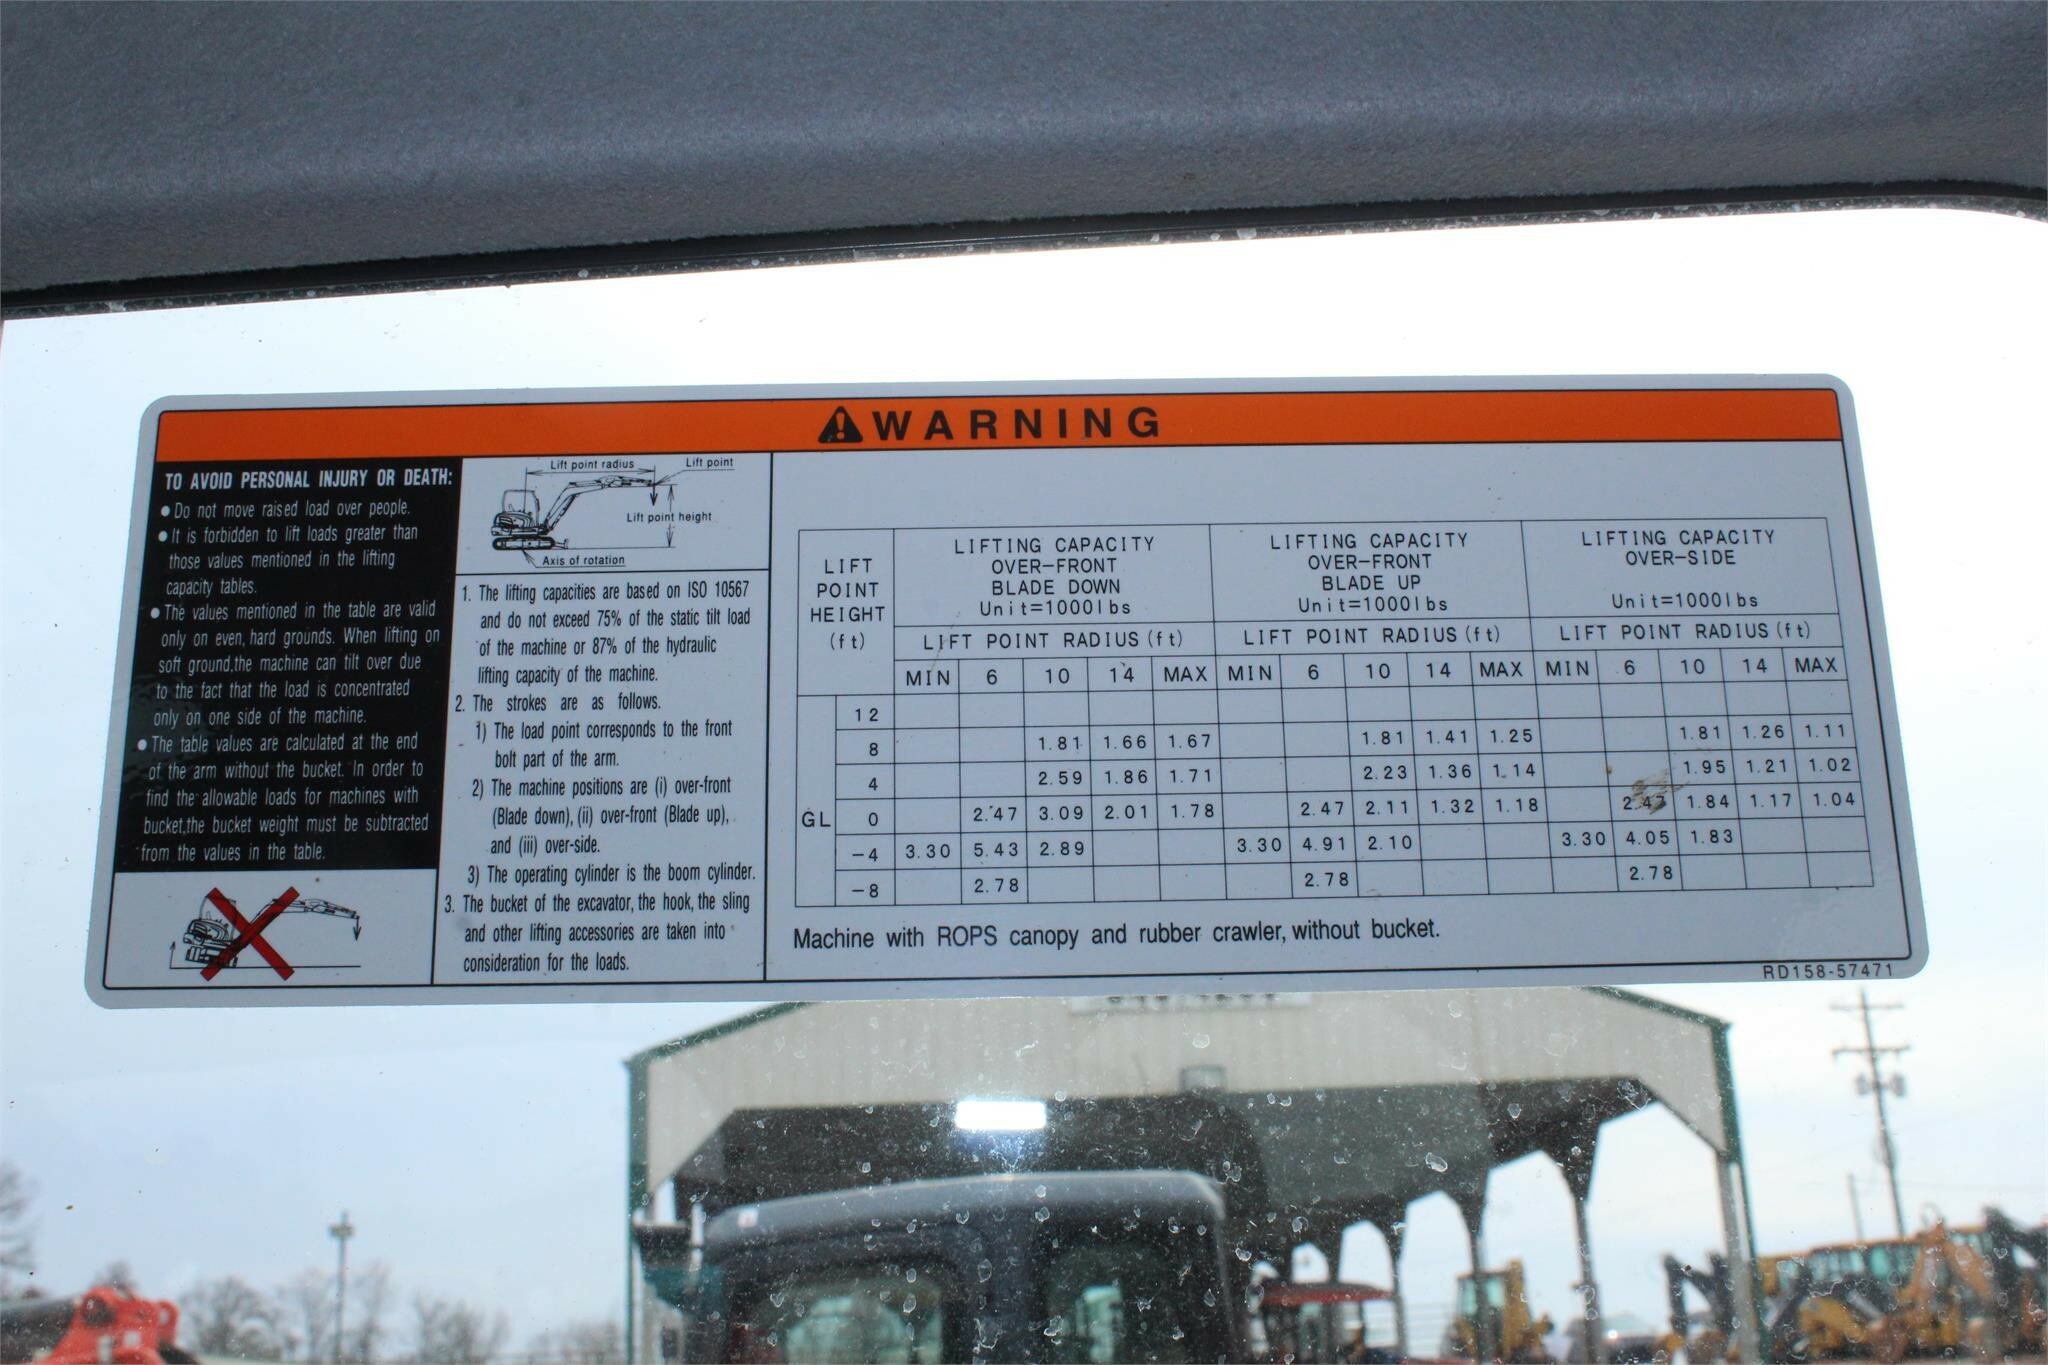 WARNING
TO AVOID PERSONAL INJURY OR DEATH:
● Do not move raised load over people.
● It is forbidden to lift loads greater than
those values mentioned in the lifting
capacity tables.
● The values mentioned in the table are valid
only on even, hard grounds. When lifting on
soft ground,the machine can tilt over due
to the fact that the load is concentrated
only on one side of the machine.
● The table values are calculated at the end
of the arm without the bucket. In order to
find the allowable loads for machines with
bucket,the bucket weight must be subtracted
from the values in the table.
Lift point radius
Lift point
Lift point height
Axis of rotation
1. The lifting capacities are based on ISO 10567
and do not exceed 75% of the static tilt load
of the machine or 87% of the hydraulic
lifting capacity of the machine.
2. The strokes are as follows.
1) The load point corresponds to the front
bolt part of the arm.
2) The machine positions are (i) over-front
(Blade down), (ii) over-front (Blade up),
and (iii) over-side.
3) The operating cylinder is the boom cylinder.
3. The bucket of the excavator, the hook, the sling
and other lifting accessories are taken into
consideration for the loads.
LIFT
POINT
HEIGHT
(ft)
LIFTING CAPACITY
OVER-FRONT
BLADE DOWN
Unit=1000lbs
LIFTING CAPACITY
OVER-FRONT
BLADE UP
Unit=1000lbs
LIFTING CAPACITY
OVER-SIDE
Unit=1000lbs
LIFT POINT RADIUS(ft) LIFT POINT RADIUS(ft) LIFT POINT RADIUS(ft)
MIN 6 10 14 MAX MIN 6 10 14 MAX MIN 6 10 14 MAX
12
8 1.81 1.66 1.67 1.81 1.41 1.25 1.81 1.26 1.11
4 2.59 1.86 1.71 2.23 1.36 1.14 1.95 1.21 1.02
GL 0 2.47 3.09 2.01 1.78 2.47 2.11 1.32 1.18 2.47 1.84 1.17 1.04
-4 3.30 5.43 2.89 3.30 4.91 2.10 3.30 4.05 1.83
-8 2.78 2.78 2.78
Machine with ROPS canopy and rubber crawler, without bucket.
RD158-57471